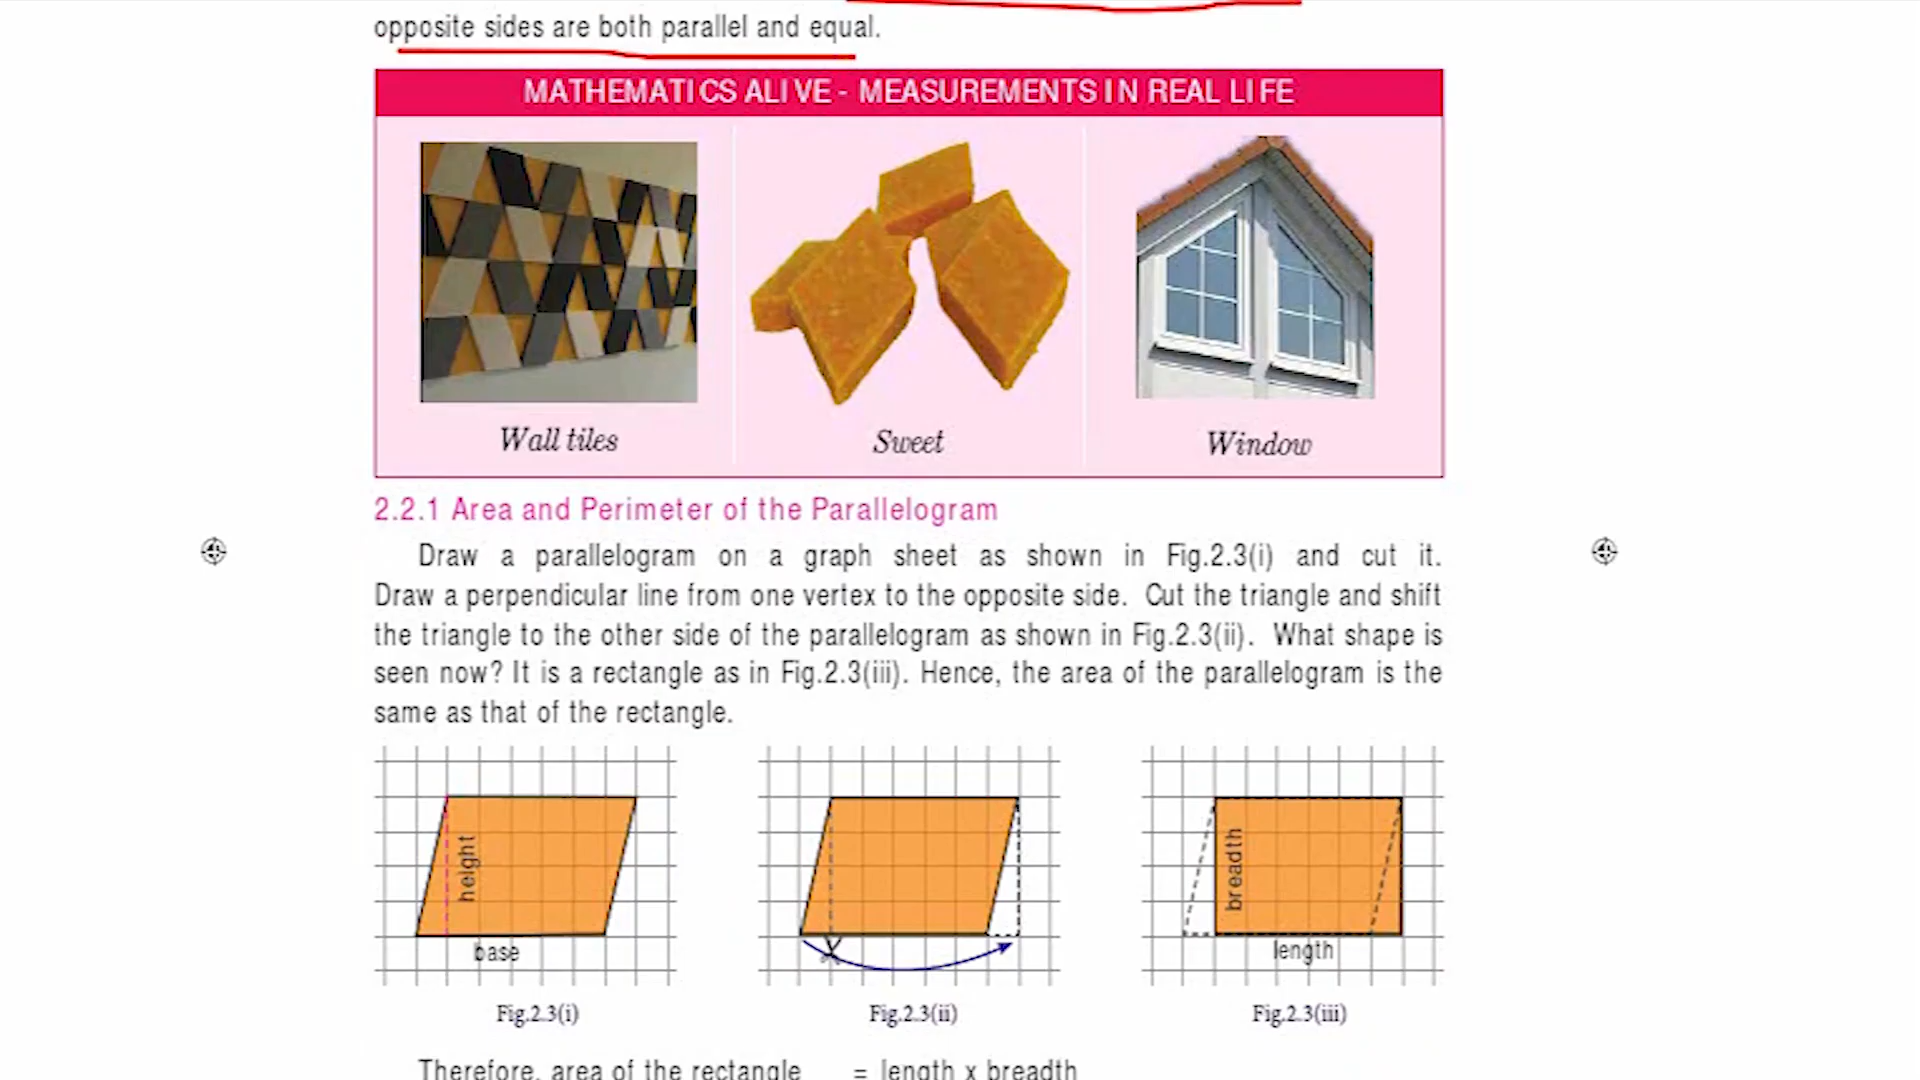 opposite sides are both parallel and equal.
MATHEMATICS ALIVE - MEASUREMENTS IN REAL LIFE
Wall tiles
Sweet
Window
2.2.1 Area and Perimeter of the Parallelogram
Draw a parallelogram on a graph sheet as shown in Fig.2.3(i) and cut it.
Draw a perpendicular line from one vertex to the opposite side. Cut the triangle and shift
the triangle to the other side of the parallelogram as shown in Fig.2.3(ii). What shape is
seen now? It is a rectangle as in Fig.2.3(iii). Hence, the area of the parallelogram is the
same as that of the rectangle.
height
base
Fig.2.3(i)
Fig.2.3(ii)
breadth
length
Fig.2.3(iii)
Therefore, area of the rectangle = length x breadth